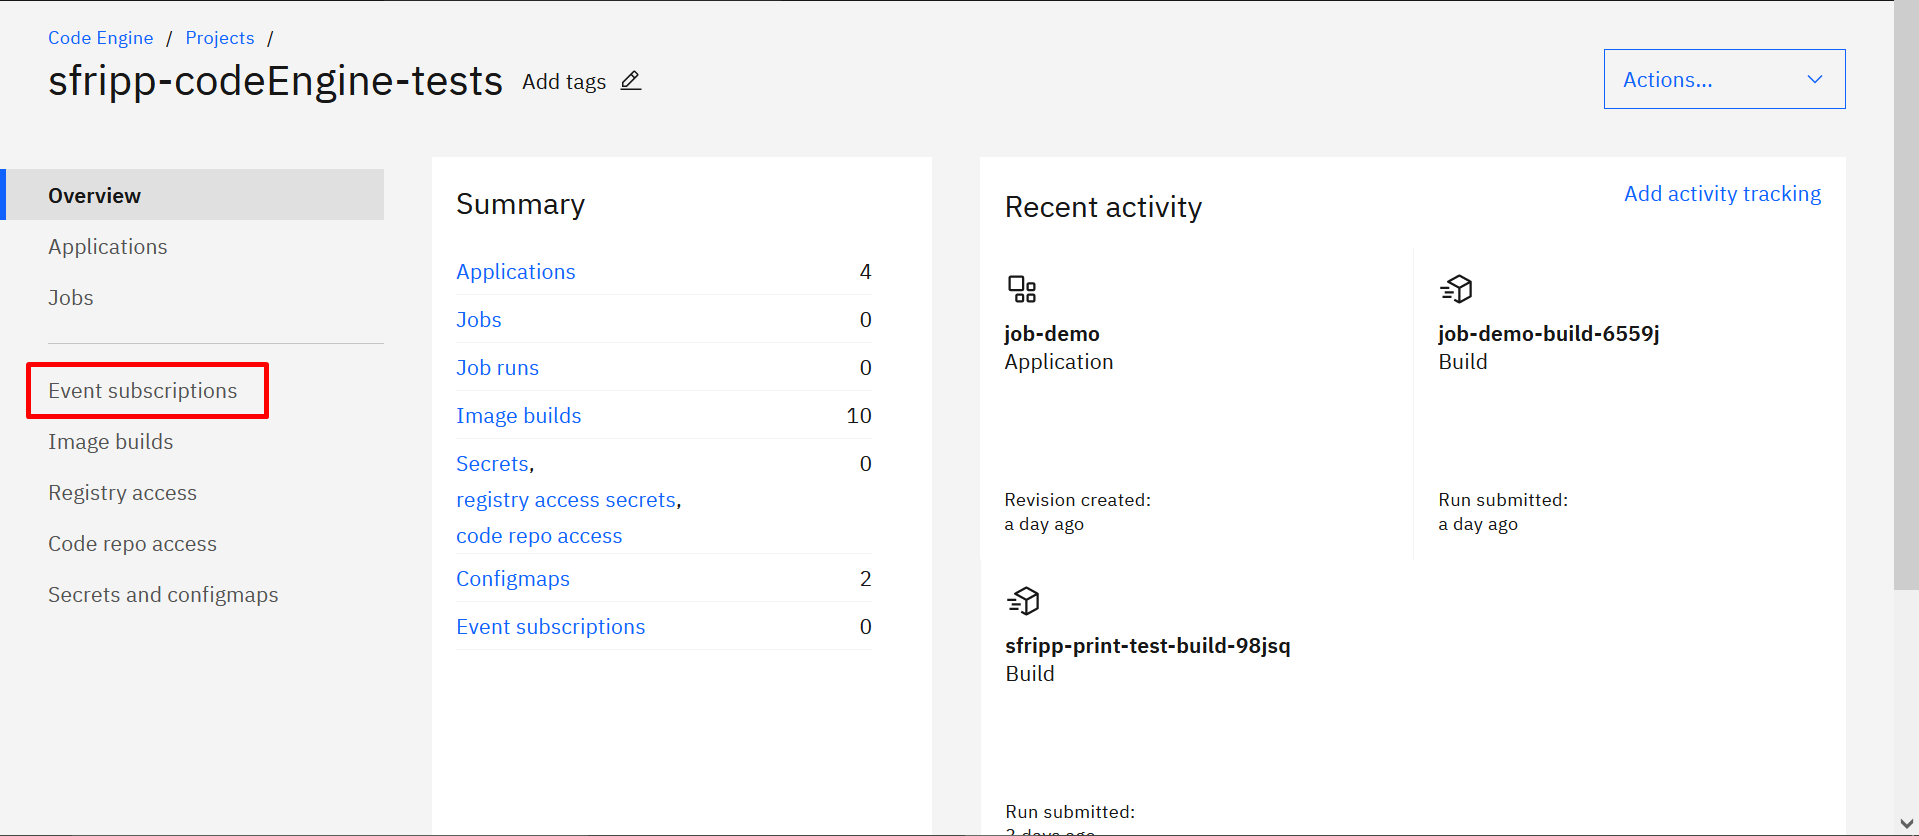 Code Engine / Projects /
sfripp-codeEngine-tests Add tags
Actions...
Overview
Applications
Jobs
Event subscriptions
Image builds
Registry access
Code repo access
Secrets and configmaps
Summary
Applications 4
Jobs 0
Job runs 0
Image builds 10
Secrets, 0
registry access secrets,
code repo access
Configmaps 2
Event subscriptions 0
Recent activity
Add activity tracking
job-demo
Application
Revision created:
a day ago
job-demo-build-6559j
Build
Run submitted:
a day ago
sfripp-print-test-build-98jsq
Build
Run submitted:
days ago